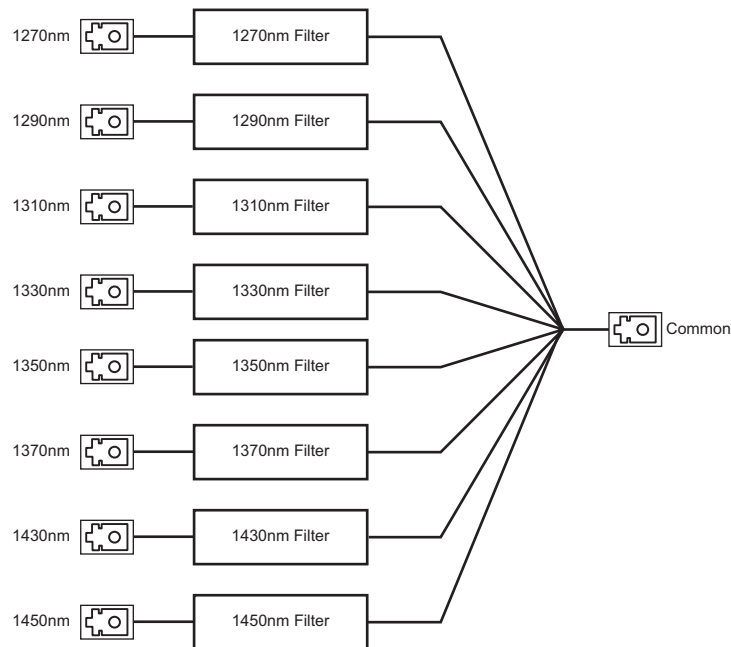 1270nm
1270nm Filter
1290nm
1290nm Filter
1310nm
1310nm Filter
1330nm
1330nm Filter
Common
1350nm
1350nm Filter
1370nm
1370nm Filter
1430nm
1430nm Filter
1450nm
1450nm Filter